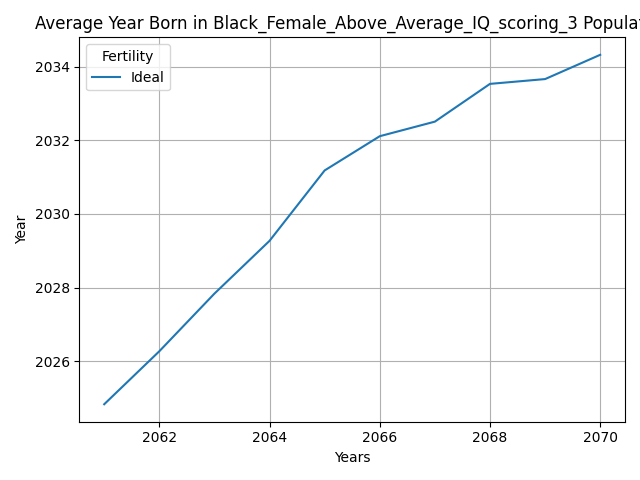 Average Year Born in Black_Female_Above_Average_IQ_scoring_3 Populat
Fertility
Ideal
2034
2032
2030
2028
2026
Year
2062
2064
2066
2068
2070
Years